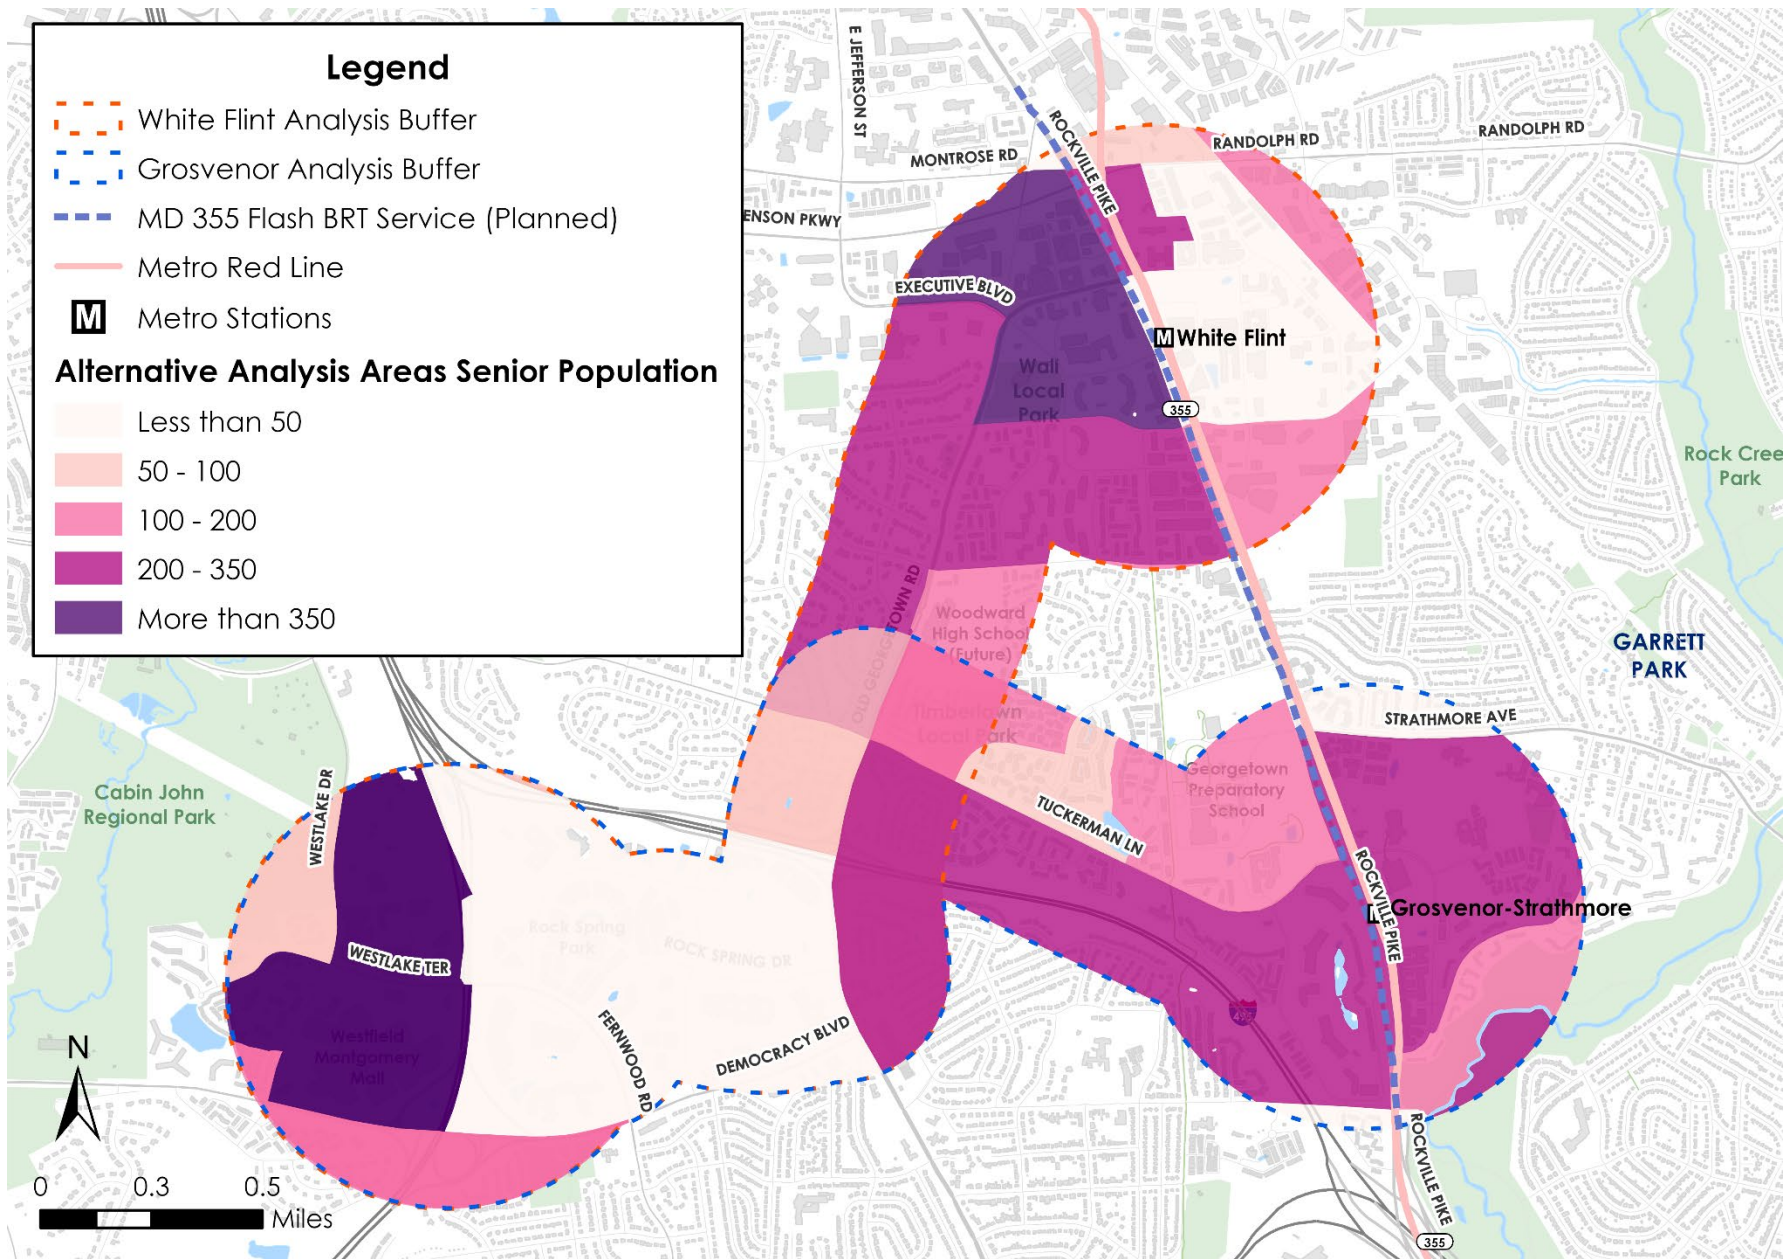 Legend
White Flint Analysis Buffer
Grosvenor Analysis Buffer
MD 355 Flash BRT Service (Planned)
Metro Red Line
M Metro Stations
Alternative Analysis Areas Senior Population
Less than 50
50 - 100
100 - 200
200 - 350
More than 350
E JEFFERSON ST
ROCKVILLE PIKE
MONTROSE RD
RANDOLPH RD
RANDOLPH RD
ENSON PKWY
EXECUTIVE BLVD
M White Flint
Wall
Local
Park
355
Rock Cree
Park
OLD GEORGETOWN RD
Woodward
High School
(Future)
GARRETT
PARK
Timbertown
Local Park
STRATHMORE AVE
Georgetown
Preparatory
School
Cabin John
Regional Park
WESTLAKE DR
TUCKERMAN LN
ROCKVILLE PIKE
M Grosvenor-Strathmore
Rock Spring
Park
ROCK SPRING DR
WESTLAKE TER
495
FERNWOOD RD
DEMOCRACY BLVD
Westfield
Montgomery
Mall
N
0 0.3 0.5
Miles
ROCKVILLE PIKE
355